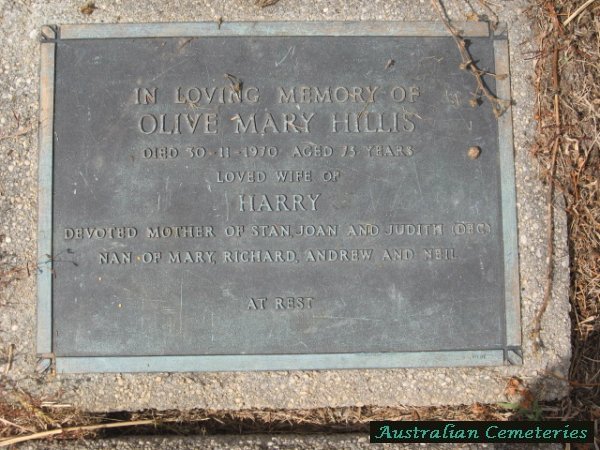 IN LOVING MEMORY OF
OLIVE MARY HILLIS
DIED 30-11-1970 AGED 73 YEARS
LOVED WIFE OF
HARRY
DEVOTED MOTHER OF STAN, JOAN AND JUDITH (DEC)
NAN OF MARY, RICHARD, ANDREW AND NEIL
AT REST
Australian Cemeteries